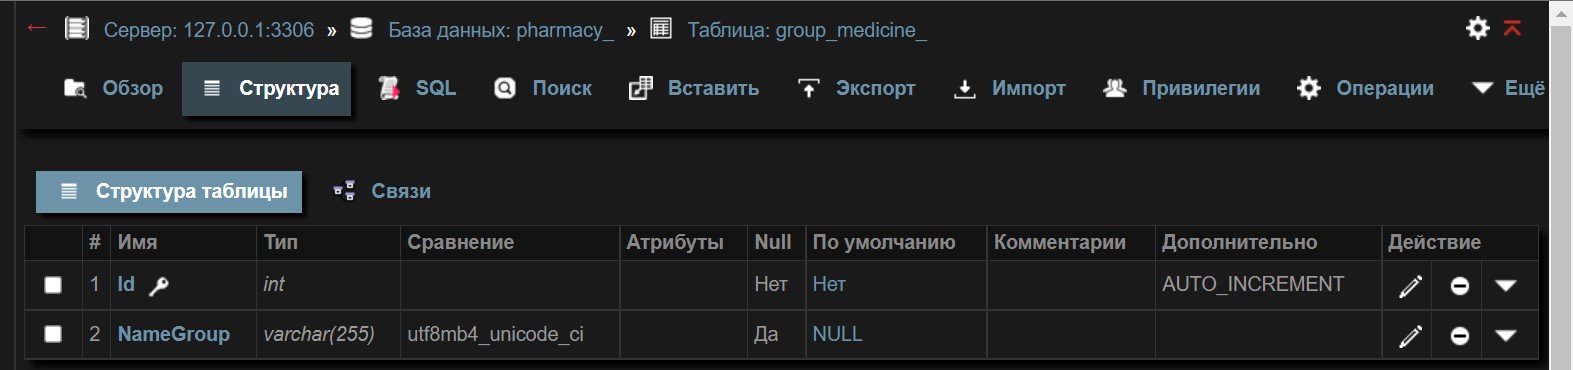 ← Сервер: 127.0.0.1:3306 » База данных: pharmacy_ » Таблица: group_medicine_
Обзор Структура SQL Поиск Вставить Экспорт Импорт Привилегии Операции Ещё
Структура таблицы Связи
# Имя Тип Сравнение Атрибуты Null По умолчанию Комментарии Дополнительно Действие
1 Id int Нет Нет AUTO_INCREMENT
2 NameGroup varchar(255) utf8mb4_unicode_ci Да NULL